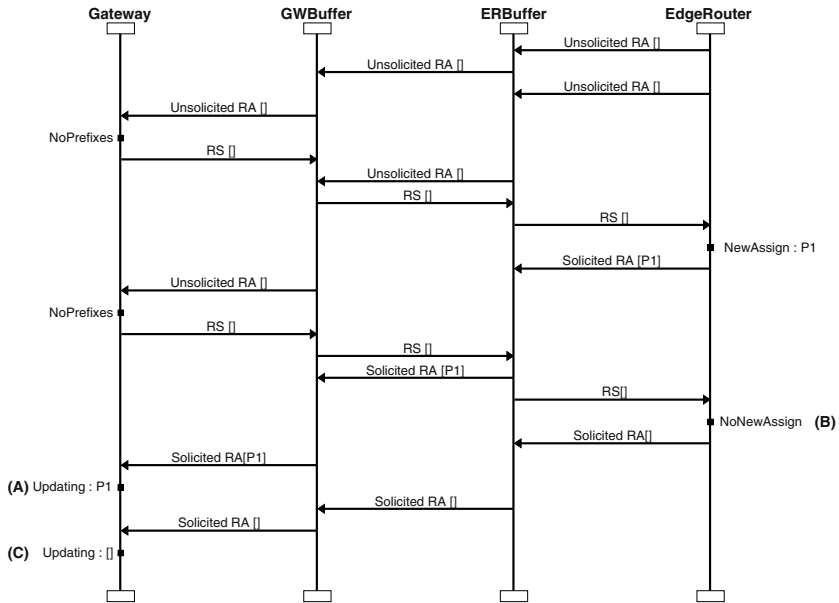 Gateway GWBuffer ERBuffer EdgeRouter
Unsolicited RA []
Unsolicited RA []
Unsolicited RA []
Unsolicited RA []
NoPrefixes
RS []
Unsolicited RA []
RS []
RS []
NewAssign : P1
Solicited RA [P1]
Unsolicited RA []
NoPrefixes
RS []
RS []
Solicited RA [P1]
RS[]
NoNewAssign (B)
Solicited RA[]
Solicited RA[P1]
(A) Updating : P1
Solicited RA []
Solicited RA []
(C) Updating : []